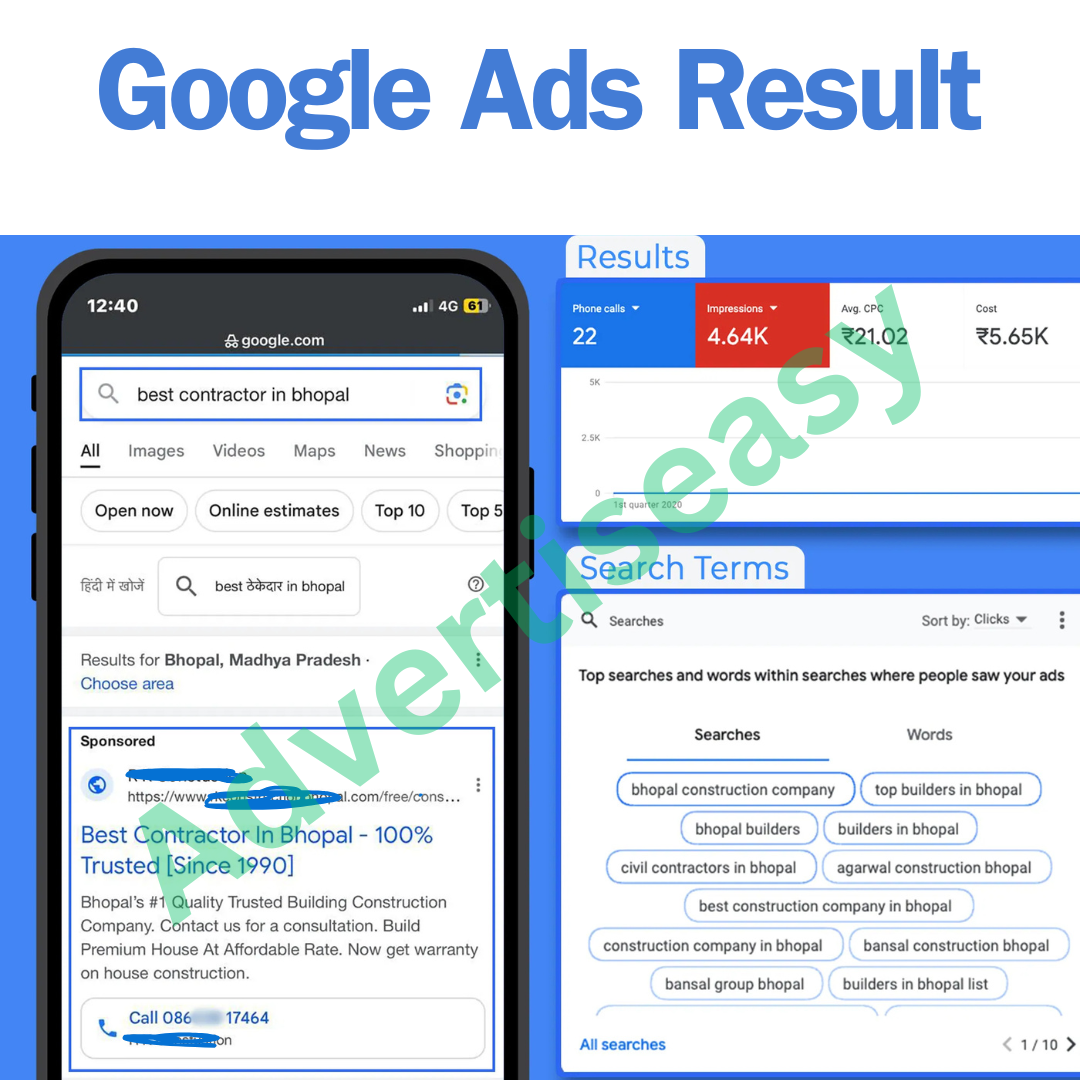 Google Ads Result
12:40
4G 61
google.com
best contractor in bhopal
All Images Videos Maps News Shoppin
Open now Online estimates Top 10 Top 5
हिंदी में खोजें best ठेकेदार in bhopal
Results for Bhopal, Madhya Pradesh ·
Choose area
Sponsored
https://www. al.com/free/cons...
Best Contractor In Bhopal - 100%
Trusted [Since 1990]
Bhopal's #1 Quality Trusted Building Construction
Company. Contact us for a consultation. Build
Premium House At Affordable Rate. Now get warranty
on house construction.
Call 086 17464
Results
Phone calls Impressions Avg. CPC Cost
22 4.64K ₹21.02 ₹5.65K
5K
2.5K
0
1st quarter 2020
Search Terms
Searches Sort by: Clicks
Top searches and words within searches where people saw your ads
Searches Words
bhopal construction company top builders in bhopal
bhopal builders builders in bhopal
civil contractors in bhopal agarwal construction bhopal
best construction company in bhopal
construction company in bhopal bansal construction bhopal
bansal group bhopal builders in bhopal list
All searches 1 / 10
Advertiseasy